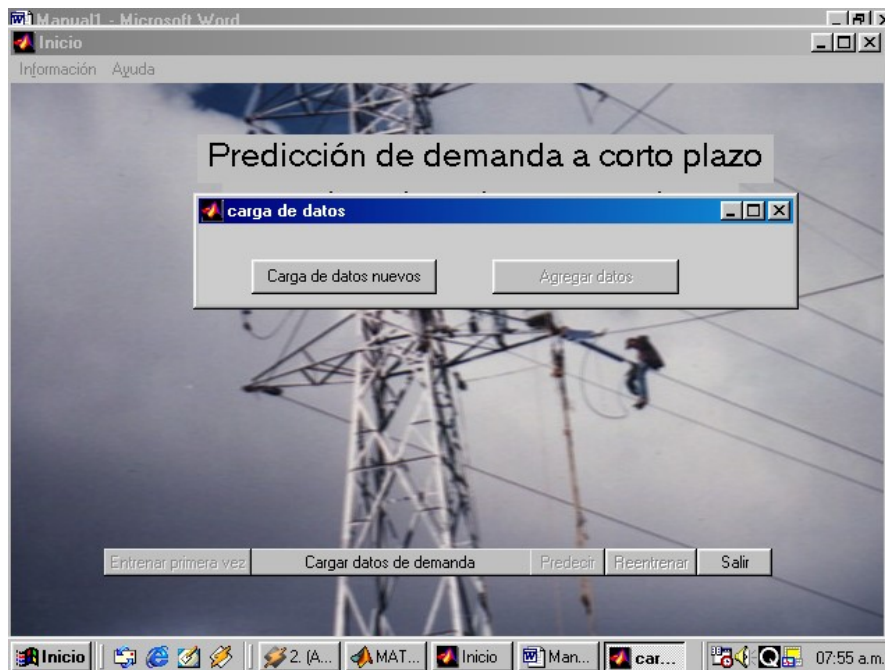 Manual1 - Microsoft Word
Inicio
Información Ayuda
Predicción de demanda a corto plazo
carga de datos
Carga de datos nuevos Agregar datos
Entrenar primera vez Cargar datos de demanda Predecir Reentrenar Salir
Inicio 2. (A... MAT... Inicio Man... car... 07:55 a.m.